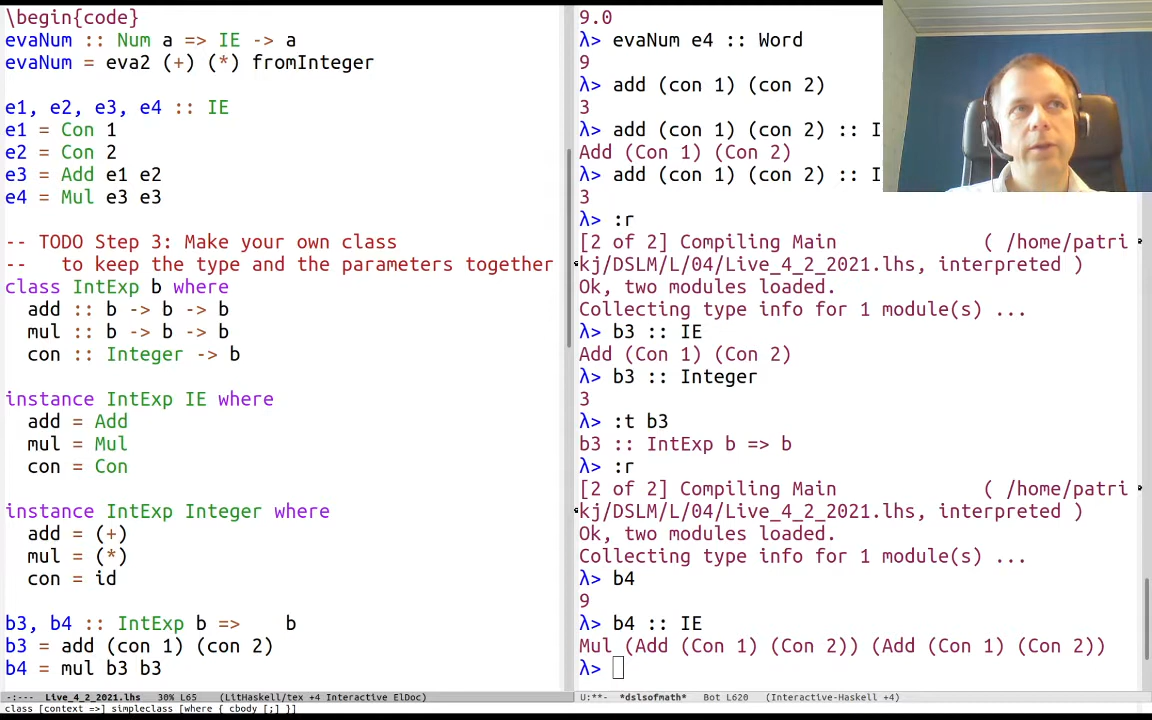 \begin{code}
evaNum :: Num a => IE -> a
evaNum = eva2 (+) (*) fromInteger
e1, e2, e3, e4 :: IE
e1 = Con 1
e2 = Con 2
e3 = Add e1 e2
e4 = Mul e3 e3
-- TODO Step 3: Make your own class
--   to keep the type and the parameters together
class IntExp b where
  add :: b -> b -> b
  mul :: b -> b -> b
  con :: Integer -> b
instance IntExp IE where
  add = Add
  mul = Mul
  con = Con
instance IntExp Integer where
  add = (+)
  mul = (*)
  con = id
b3, b4 :: IntExp b =>    b
b3 = add (con 1) (con 2)
b4 = mul b3 b3
-:---  Live_4_2_2021.lhs   30% L65    (LitHaskell/tex +4 Interactive ElDoc)
class [context =>] simpleclass [where { cbody [;] }]
9.0
λ> evaNum e4 :: Word
9
λ> add (con 1) (con 2)
3
λ> add (con 1) (con 2) :: I
Add (Con 1) (Con 2)
λ> add (con 1) (con 2) :: I
3
λ> :r
[2 of 2] Compiling Main             ( /home/patri
kj/DSLM/L/04/Live_4_2_2021.lhs, interpreted )
Ok, two modules loaded.
Collecting type info for 1 module(s) ...
λ> b3 :: IE
Add (Con 1) (Con 2)
λ> b3 :: Integer
3
λ> :t b3
b3 :: IntExp b => b
λ> :r
[2 of 2] Compiling Main             ( /home/patri
kj/DSLM/L/04/Live_4_2_2021.lhs, interpreted )
Ok, two modules loaded.
Collecting type info for 1 module(s) ...
λ> b4
9
λ> b4 :: IE
Mul (Add (Con 1) (Con 2)) (Add (Con 1) (Con 2))
λ>
U:**-  *dslsofmath*   Bot L620   (Interactive-Haskell +4)